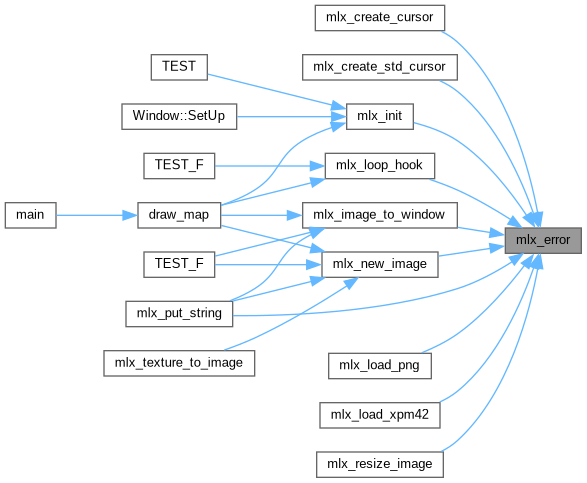 mlx_create_cursor
TEST
mlx_create_std_cursor
Window::SetUp
mlx_init
TEST_F
mlx_loop_hook
main
draw_map
mlx_image_to_window
mlx_error
TEST_F
mlx_new_image
mlx_put_string
mlx_texture_to_image
mlx_load_png
mlx_load_xpm42
mlx_resize_image